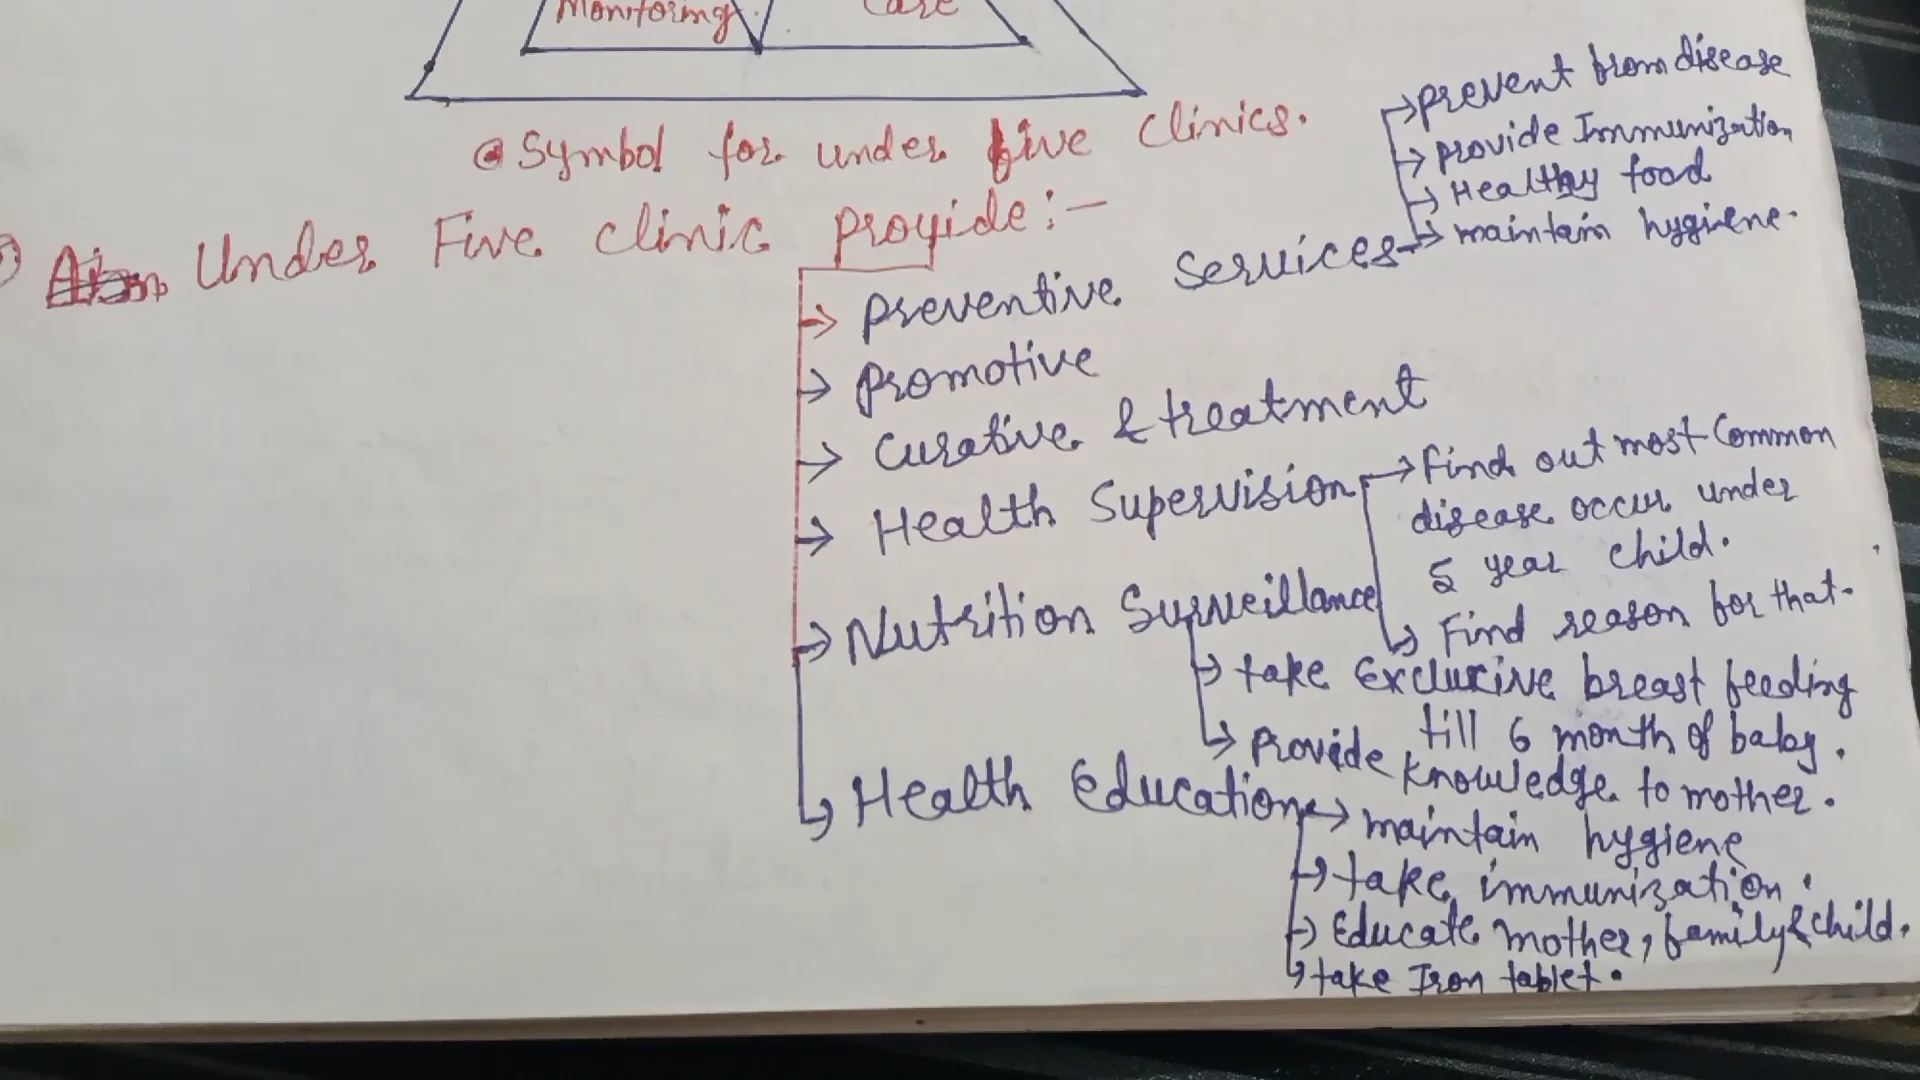 Monitoring Care
Symbol for under five Clinics.
Under Five clinic provide:-
→ preventive Services
→ prevent from disease
→ provide Immunization
→ Healthy food
→ maintain hygiene.
→ promotive
→ Curative & treatment
→ Health Supervision
→ Find out most Common
disease occur under
5 year child.
→ Find reason for that.
→ Nutrition Surveillance
→ take Exclusive breast feeding
till 6 month of baby.
→ Provide knowledge to mother.
→ Health Education
→ maintain hygiene
→ take immunization.
→ Educate mother, family & child.
→ take Iron tablet.